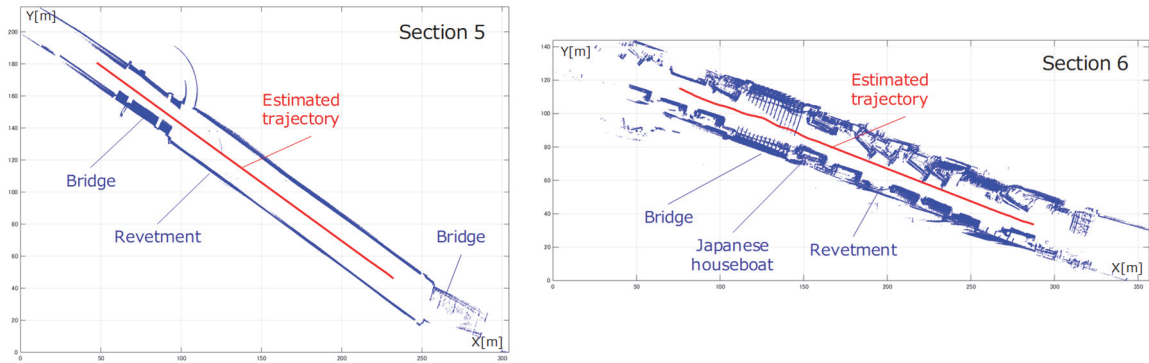 Y[m]
Section 5
220
200
180
160
140
120
100
80
60
40
20
0
Estimated
trajectory
Bridge
Revetment
Bridge
X[m]
0
50
100
150
200
250
300
140
Y[m]
Section 6
120
100
80
60
40
20
0
Estimated
trajectory
Bridge
Japanese
houseboat
Revetment
X[m]
0
50
100
150
200
250
300
350